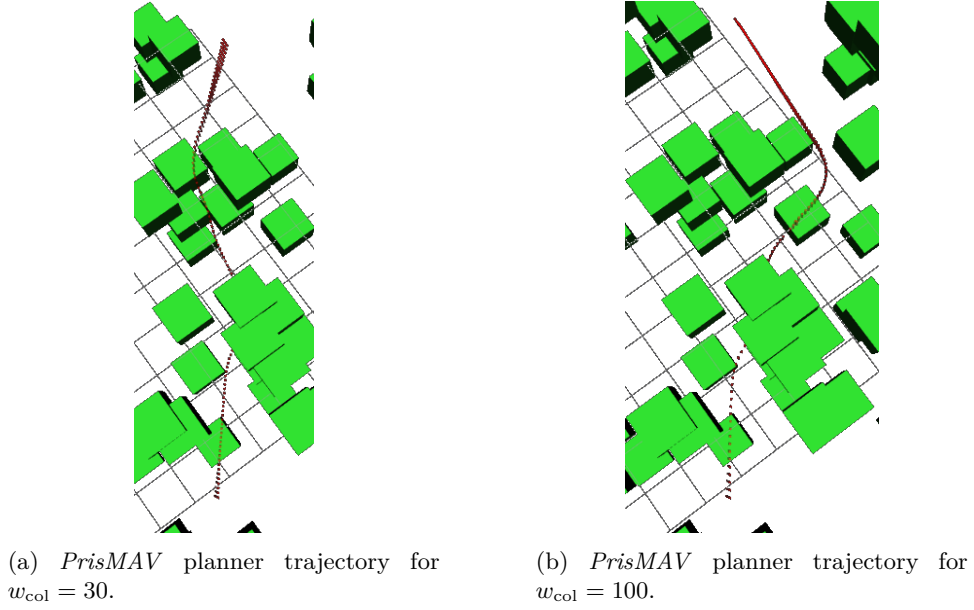 (a) PrisMAV planner trajectory for
w_col = 30.
(b) PrisMAV planner trajectory for
w_col = 100.